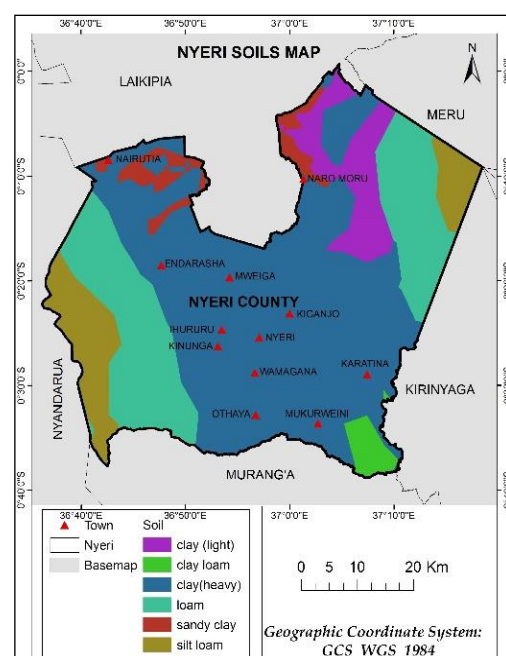 36°40'0"E 36°50'0"E 37°0'0"E 37°10'0"E
NYERI SOILS MAP
N
LAIKIPIA
MERU
NAIRUTIA
NARO MORU
ENDARASHA
MWEIGA
NYERI COUNTY
KIGANJO
IHURURU
NYERI
KINUNGA
KARATINA
WAMAGANA
KIRINYAGA
NYANDARUA
OTHAYA
MUKURWEINI
MURANG'A
0°0'0"
0°20'0"S
0°30'0"S
0°40'0"S
36°40'0"E 36°50'0"E 37°0'0"E 37°10'0"E
Town
Nyeri
Basemap
Soil
clay (light)
clay loam
clay(heavy)
loam
sandy clay
silt loam
0 5 10 20 Km
Geographic Coordinate System:
GCS WGS 1984